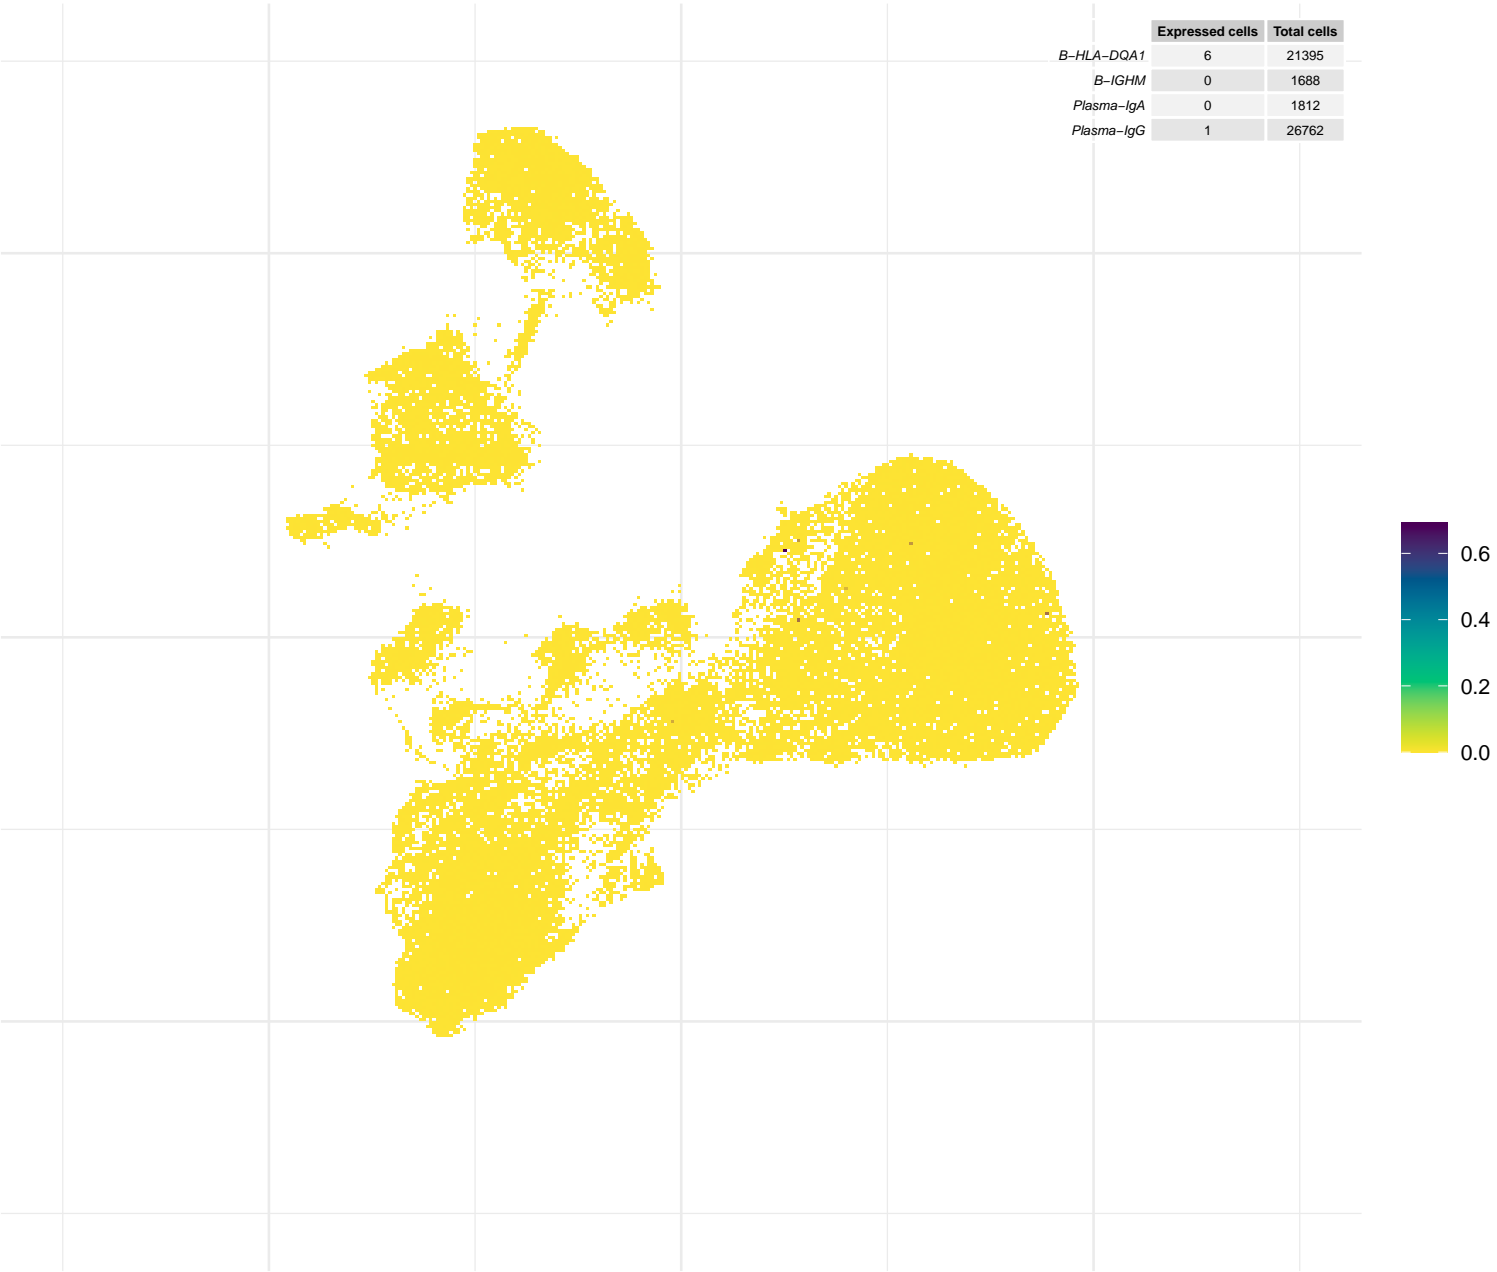 Expressed cells Total cells
B−HLA−DQA1 6 21395
B−IGHM 0 1688
Plasma−IgA 0 1812
Plasma−IgG 1 26762
0.6
0.4
0.2
0.0